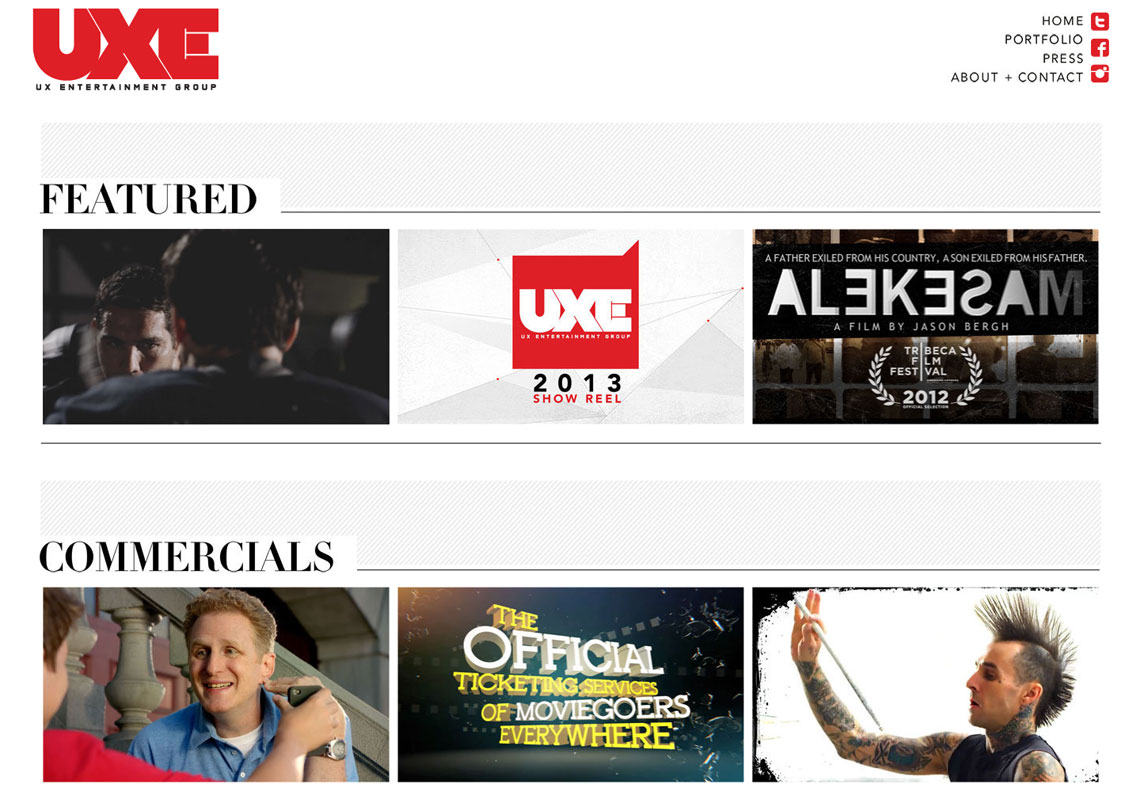 UXE
UX ENTERTAINMENT GROUP
HOME
PORTFOLIO
PRESS
ABOUT + CONTACT
FEATURED
UXE
UX ENTERTAINMENT GROUP
2013
SHOW REEL
A FATHER EXILED FROM HIS COUNTRY, A SON EXILED FROM HIS FATHER.
ALEKESAM
A FILM BY JASON BERGH
TRIBECA
FILM
FESTIVAL
2012
OFFICIAL SELECTION
COMMERCIALS
THE
OFFICIAL
TICKETING SERVICES
OF MOVIEGOERS
EVERYWHERE